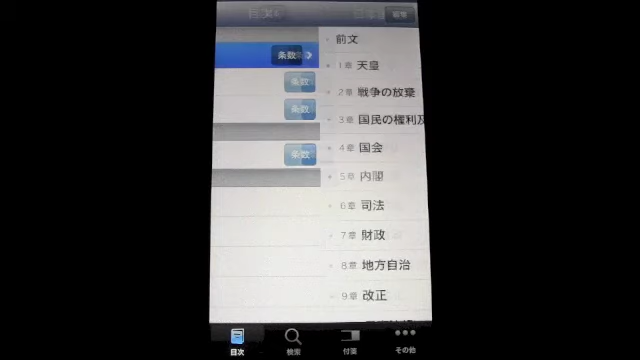 目次
条数
条数
条数
条数
前文
1章 天皇
2章 戦争の放棄
3章 国民の権利及
4章 国会
5章 内閣
6章 司法
7章 財政
8章 地方自治
9章 改正
目次
検索
付箋
その他